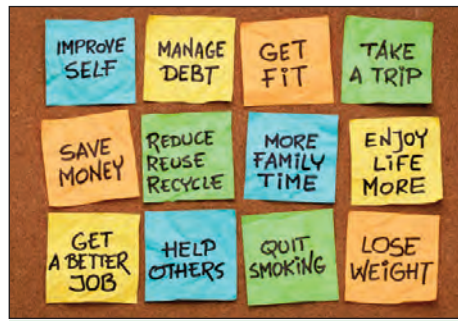 IMPROVE
SELF
MANAGE
DEBT
GET
FiT
TAKE
A TRiP
SAVE
MONEY
REDUCE
REUSE
RECYCLE
MORE
FAMILY
TiME
ENJOY
LiFE
MORE
GET
A BETTER
JOB
HELP
OTHERS
QUiT
SMOKiNG
LOSE
WEiGHT